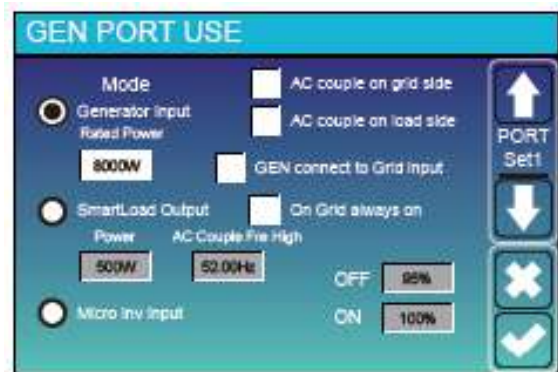 GEN PORT USE
Mode
AC couple on grid side
Generator Input
Rated Power
AC couple on load side
PORT
Set1
8000W
GEN connect to Grid input
SmartLoad Output
On Grid always on
Power
AC Couple Fre High
500W
52.00Hz
OFF
95%
Micro Inv Input
ON
100%